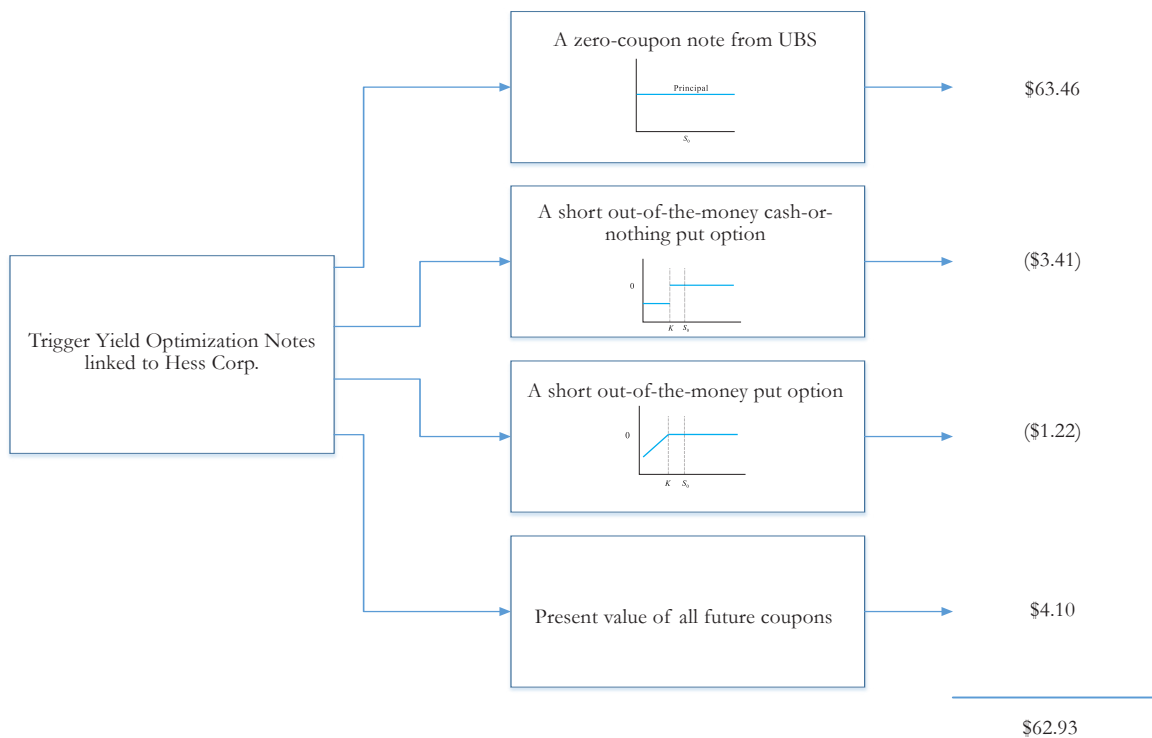 A zero-coupon note from UBS
Principal
S0
$63.46
A short out-of-the-money cash-or-
nothing put option
0
K S0
($3.41)
Trigger Yield Optimization Notes
linked to Hess Corp.
A short out-of-the-money put option
0
K S0
($1.22)
Present value of all future coupons
$4.10
$62.93